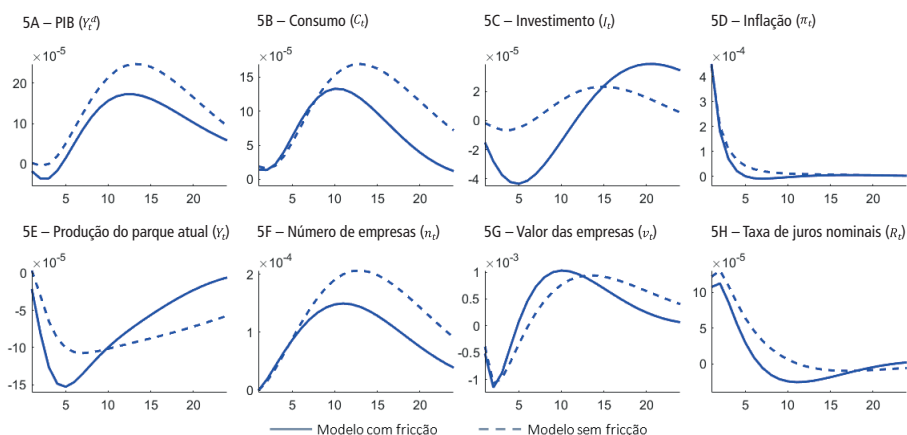 5A – PIB (Y_t^d)
5B – Consumo (C_t)
5C – Investimento (I_t)
5D – Inflação (π_t)
×10^-5
20
10
0
5 10 15 20
×10^-5
15
10
5
0
5 10 15 20
×10^-5
2
0
-2
-4
5 10 15 20
×10^-4
4
2
0
5 10 15 20
5E – Produção do parque atual (Y_t)
5F – Número de empresas (n_t)
5G – Valor das empresas (v_t)
5H – Taxa de juros nominais (R_t)
×10^-5
0
-5
-10
-15
5 10 15 20
×10^-4
2
1
0
5 10 15 20
×10^-3
1
0.5
0
-0.5
-1
5 10 15 20
×10^-5
10
5
0
5 10 15 20
Modelo com fricção Modelo sem fricção